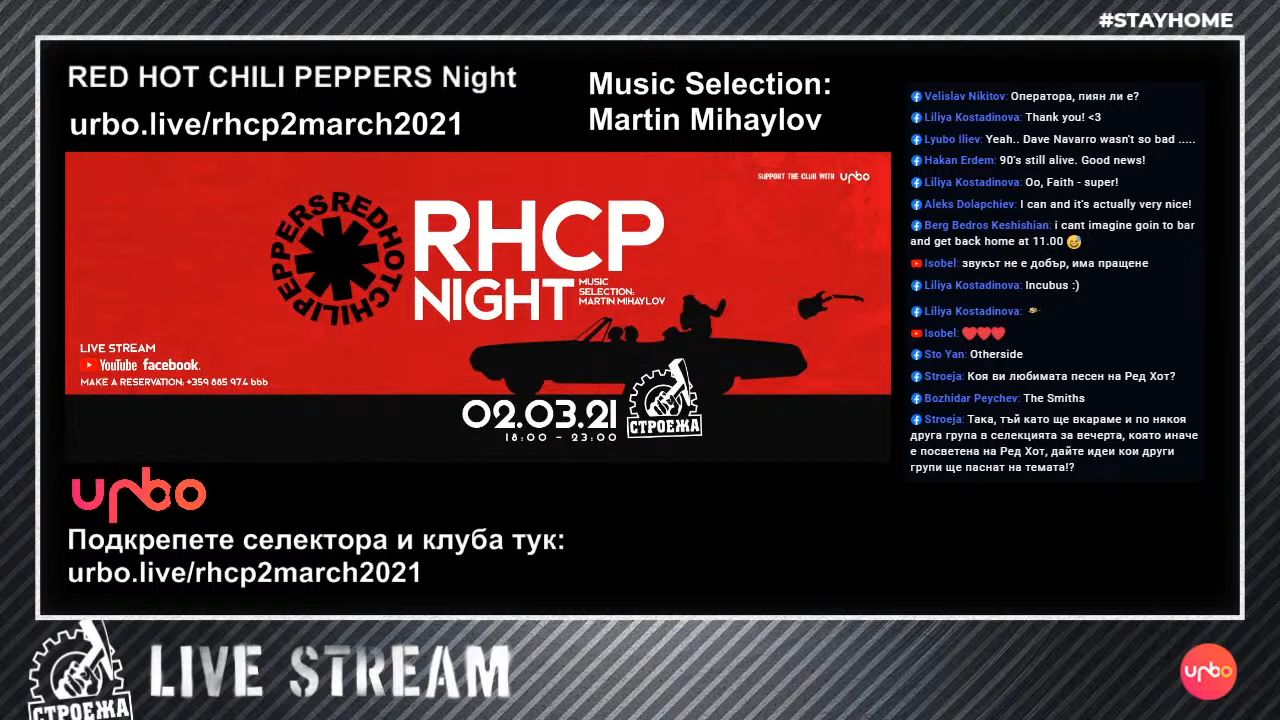 #STAYHOME
RED HOT CHILI PEPPERS Night
urbo.live/rhcp2march2021
Music Selection:
Martin Mihaylov
SUPPORT THE CLUB WITH urbo
REDHOTCHILIPEPPERS
RHCP
NIGHT
MUSIC
SELECTION:
MARTIN MIHAYLOV
LIVE STREAM
YouTube facebook.
MAKE A RESERVATION: +359 885 974 666
02.03.21
18:00 - 23:00
СТРОЕЖА
Velislav Nikitov: Оператора, пиян ли е?
Liliya Kostadinova: Thank you! <3
Lyubo Iliev: Yeah.. Dave Navarro wasn't so bad .....
Hakan Erdem: 90's still alive. Good news!
Liliya Kostadinova: Oo, Faith - super!
Aleks Dolapchiev: I can and it's actually very nice!
Berg Bedros Keshishian: i cant imagine goin to bar
and get back home at 11.00 😅
Isobel: звукът не е добър, има пращене
Liliya Kostadinova: Incubus :)
Liliya Kostadinova:
Isobel: ❤❤❤
Sto Yan: Otherside
Stroeja: Коя ви любимата песен на Ред Хот?
Bozhidar Peychev: The Smiths
Stroeja: Така, тъй като ще вкараме и по някоя
друга група в селекцията за вечерта, която иначе
е посветена на Ред Хот, дайте идеи кои други
групи ще паснат на темата!?
urbo
Подкрепете селектора и клуба тук:
urbo.live/rhcp2march2021
СТРОЕЖА
LIVE STREAM
urbo